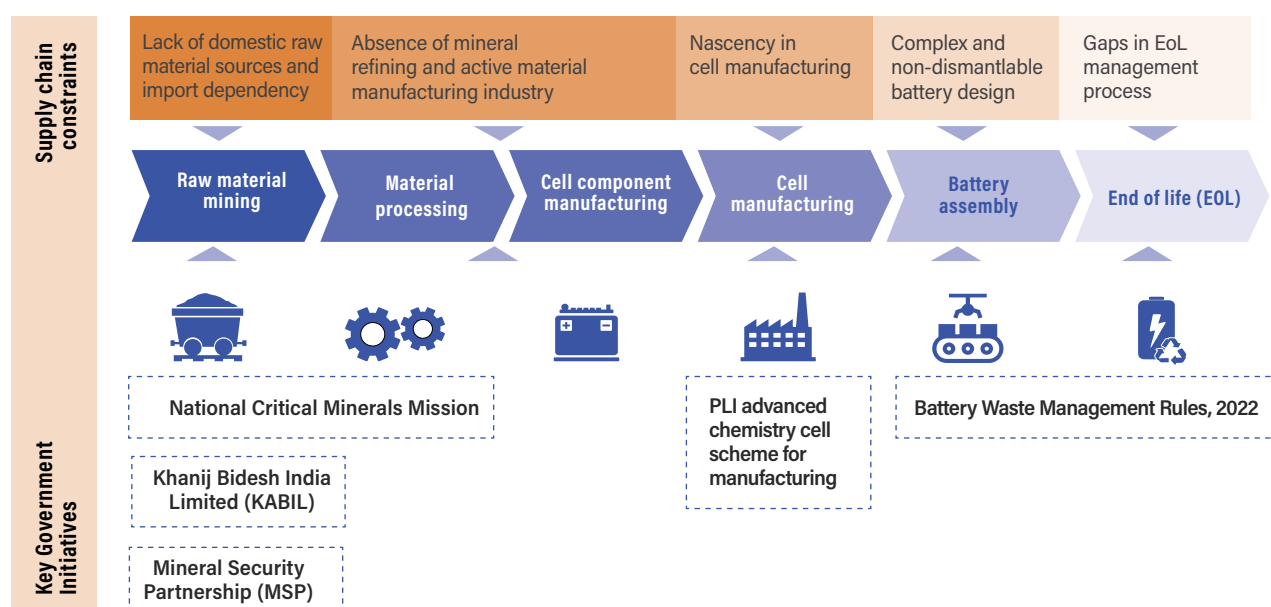 Supply chain
constraints
Lack of domestic raw
material sources and
import dependency
Absence of mineral
refining and active material
manufacturing industry
Nascency in
cell manufacturing
Complex and
non-dismantlable
battery design
Gaps in EoL
management
process
Raw material
mining
Material
processing
Cell component
manufacturing
Cell
manufacturing
Battery
assembly
End of life (EOL)
Key Government
Initiatives
National Critical Minerals Mission
Khanij Bidesh India
Limited (KABIL)
Mineral Security
Partnership (MSP)
PLI advanced
chemistry cell
scheme for
manufacturing
Battery Waste Management Rules, 2022